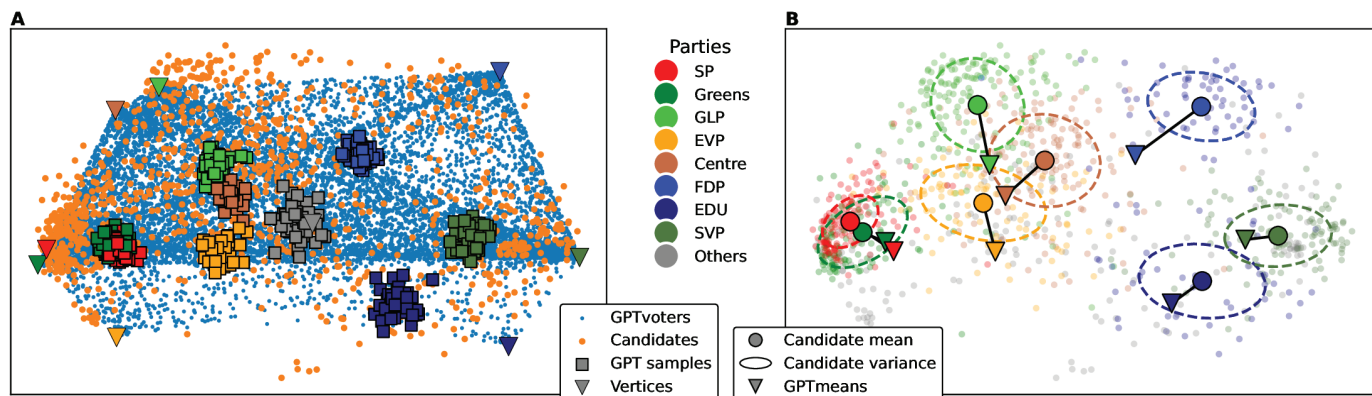 A
B
Parties
SP
Greens
GLP
EVP
Centre
FDP
EDU
SVP
Others
GPTvoters
Candidates
GPT samples
Vertices
Candidate mean
Candidate variance
GPTmeans